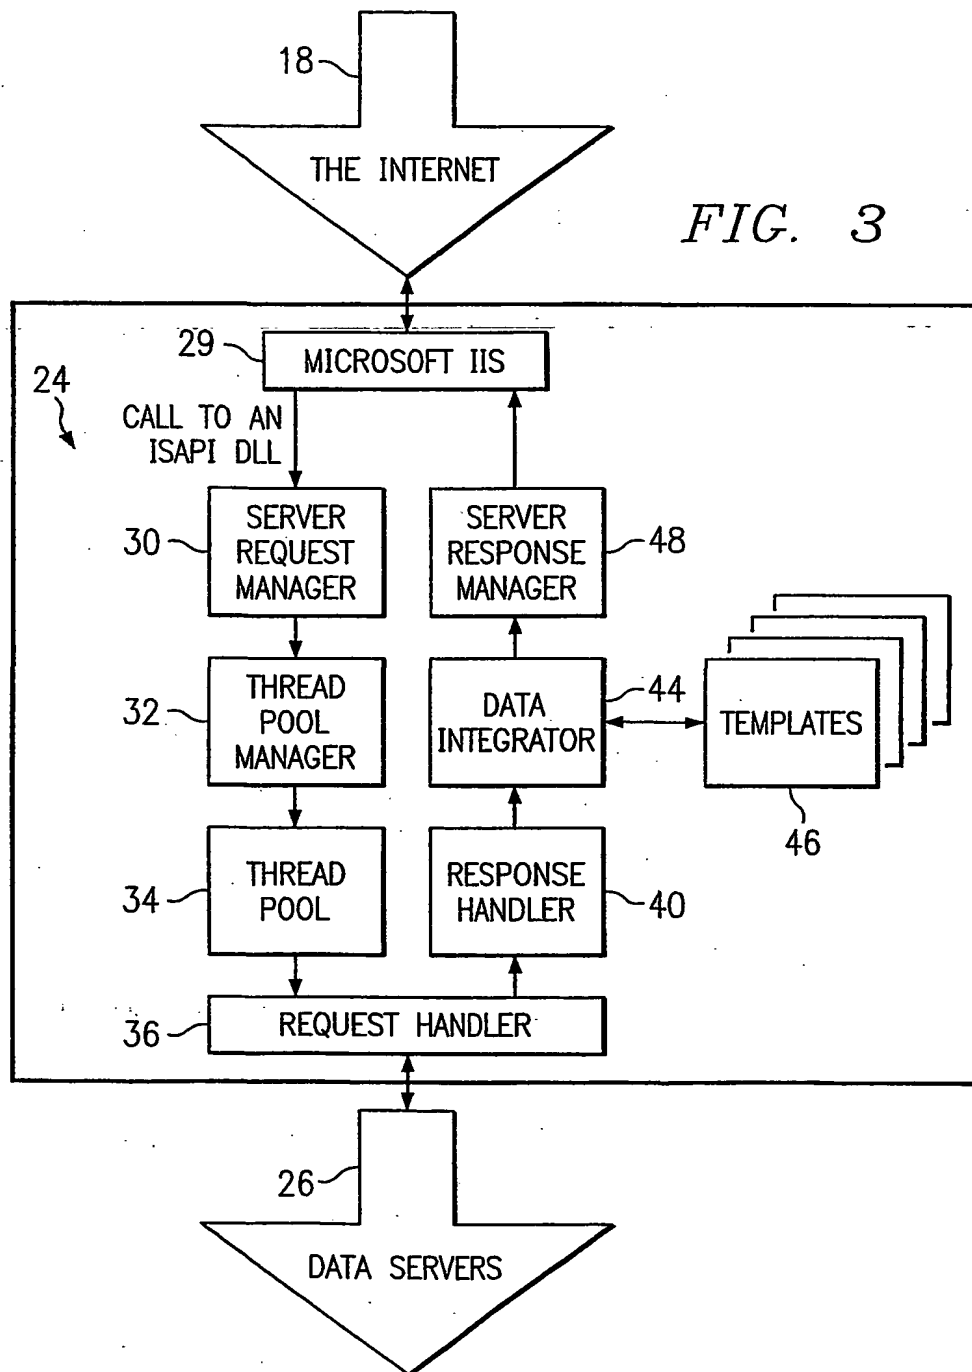 18
THE INTERNET
FIG. 3
29
MICROSOFT IIS
24
CALL TO AN
ISAPI DLL
30
SERVER
REQUEST
MANAGER
SERVER
RESPONSE
MANAGER
48
32
THREAD
POOL
MANAGER
DATA
INTEGRATOR
44
TEMPLATES
46
34
THREAD
POOL
RESPONSE
HANDLER
40
36
REQUEST HANDLER
26
DATA SERVERS